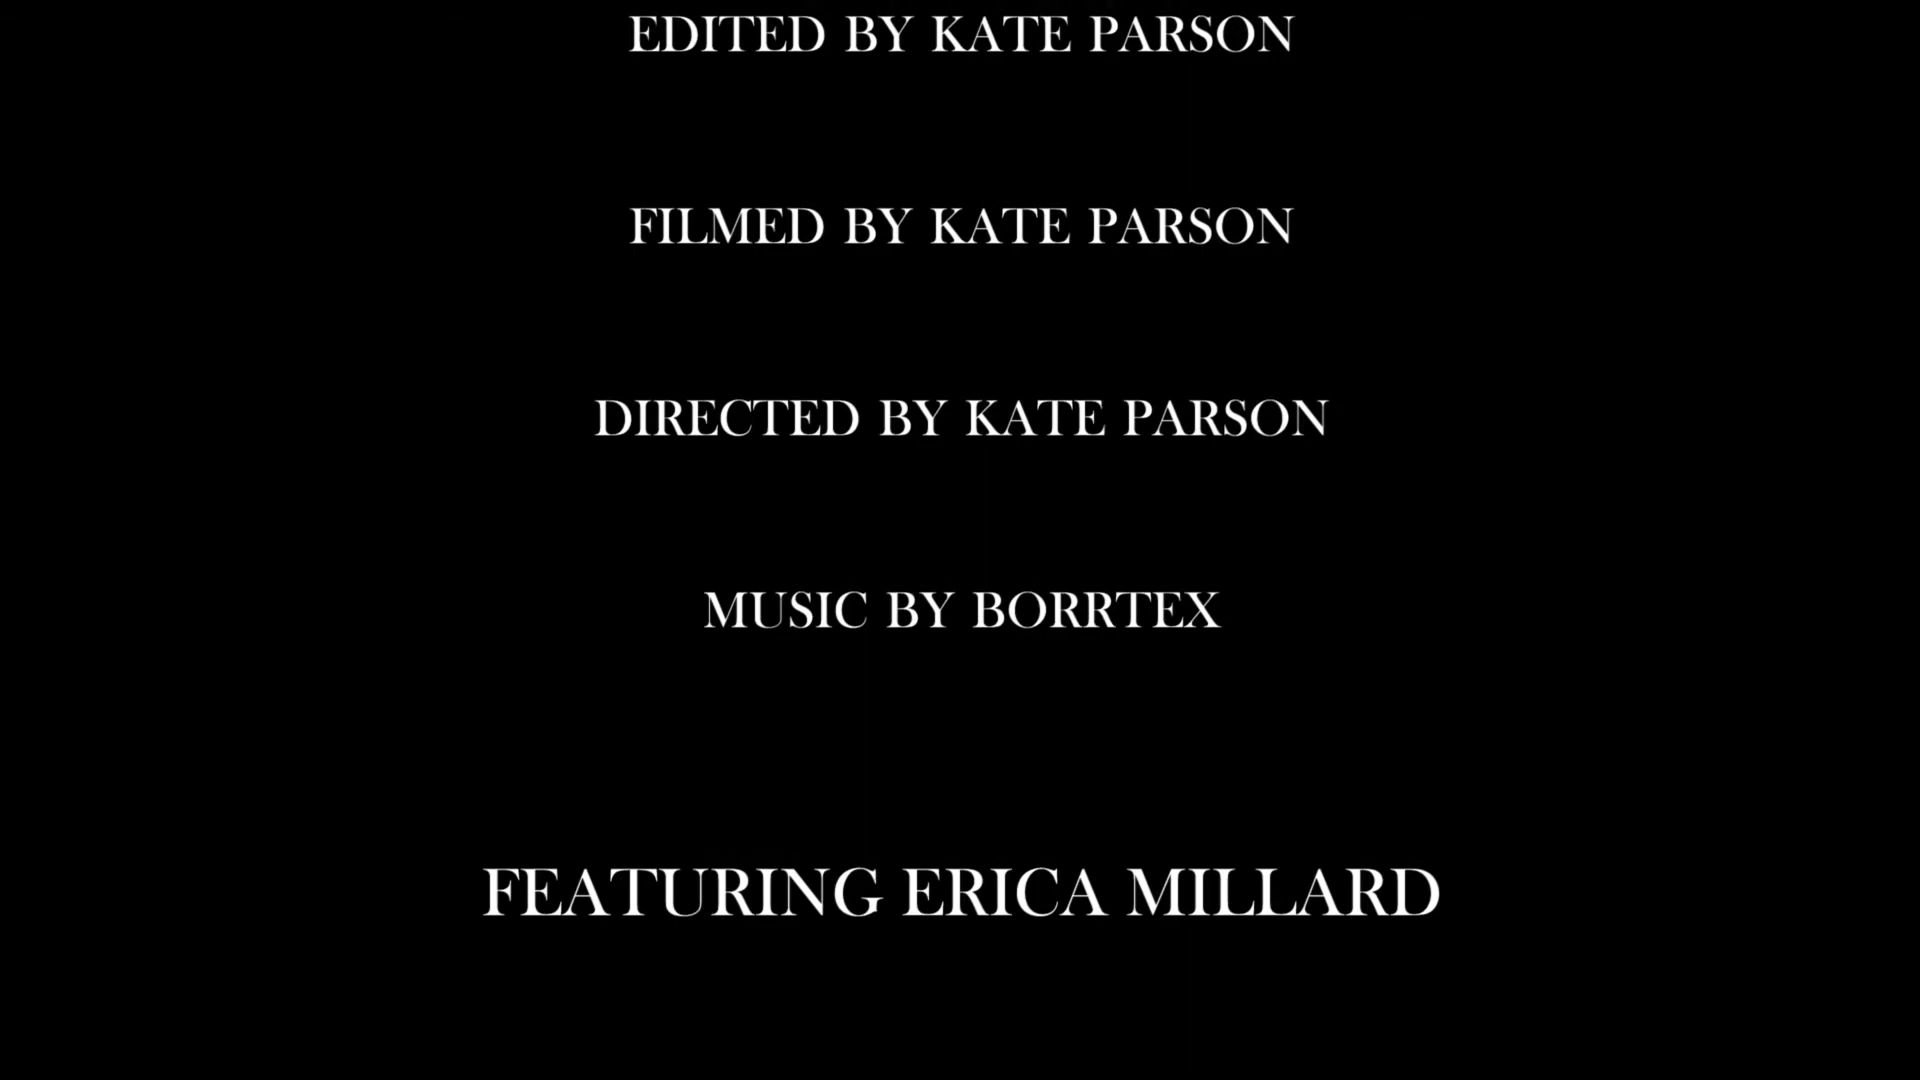 EDITED BY KATE PARSON
FILMED BY KATE PARSON
DIRECTED BY KATE PARSON
MUSIC BY BORRTEX
FEATURING ERICA MILLARD